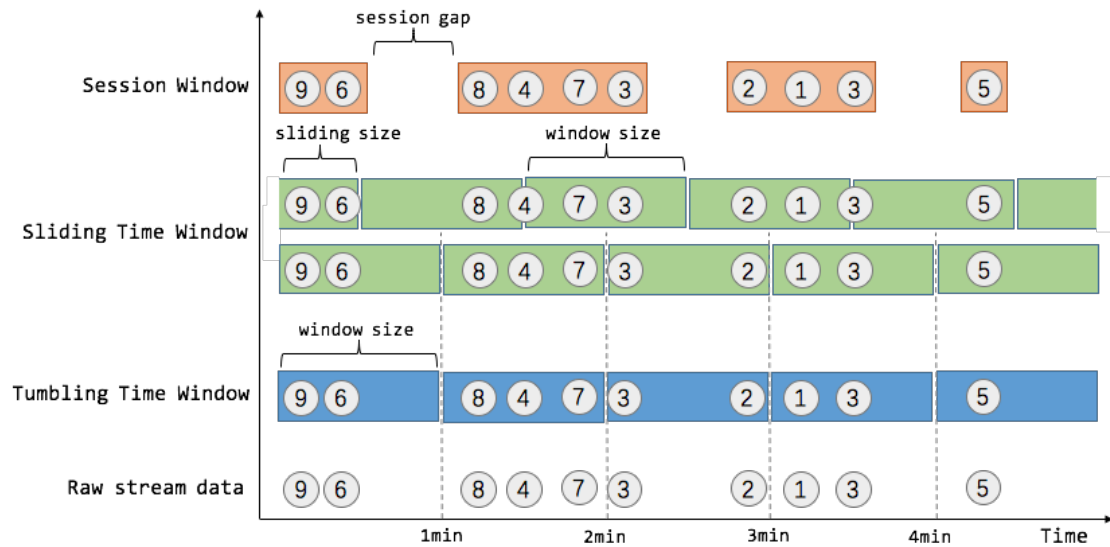 session gap
Session Window
9 6 8 4 7 3 2 1 3 5
sliding size
window size
9 6 8 4 7 3 2 1 3 5
Sliding Time Window
9 6 8 4 7 3 2 1 3 5
window size
Tumbling Time Window
9 6 8 4 7 3 2 1 3 5
Raw stream data
9 6 8 4 7 3 2 1 3 5
1min 2min 3min 4min Time